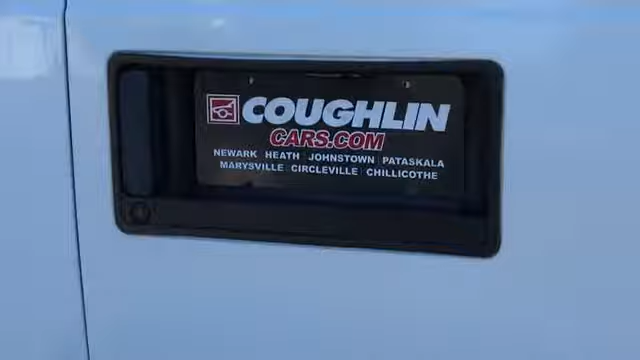 COUGHLIN
CARS.COM
NEWARK | HEATH | JOHNSTOWN | PATASKALA
MARYSVILLE | CIRCLEVILLE | CHILLICOTHE